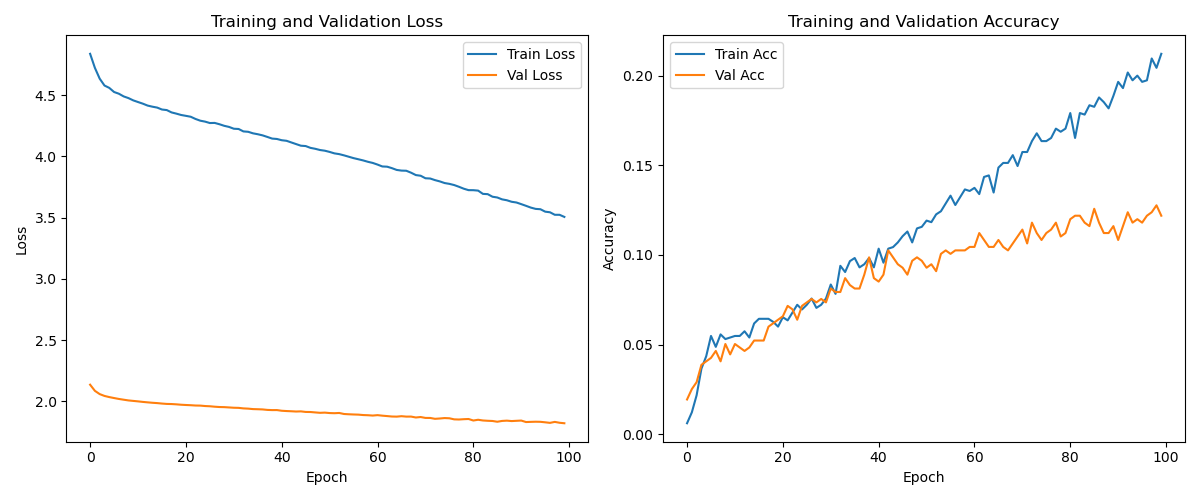 Training and Validation Loss
Train Loss
Val Loss
4.5
4.0
3.5
3.0
2.5
2.0
Loss
0 20 40 60 80 100
Epoch
Training and Validation Accuracy
Train Acc
Val Acc
0.20
0.15
0.10
0.05
0.00
Accuracy
0 20 40 60 80 100
Epoch